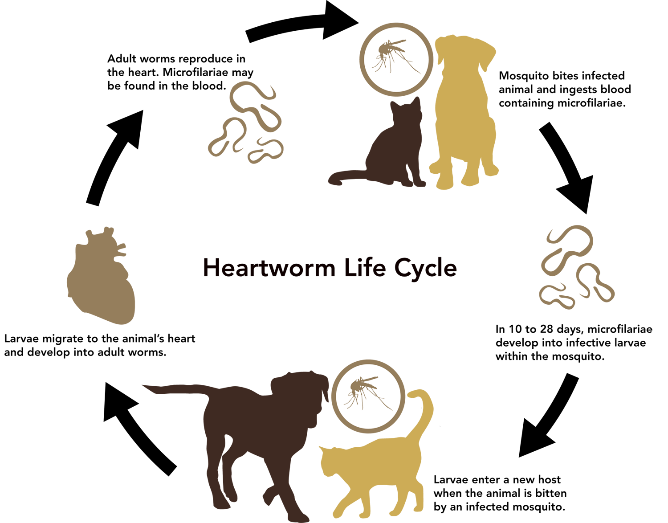 Adult worms reproduce in
the heart. Microfilariae may
be found in the blood.
Mosquito bites infected
animal and ingests blood
containing microfilariae.
Heartworm Life Cycle
In 10 to 28 days, microfilariae
develop into infective larvae
within the mosquito.
Larvae migrate to the animal's heart
and develop into adult worms.
Larvae enter a new host
when the animal is bitten
by an infected mosquito.